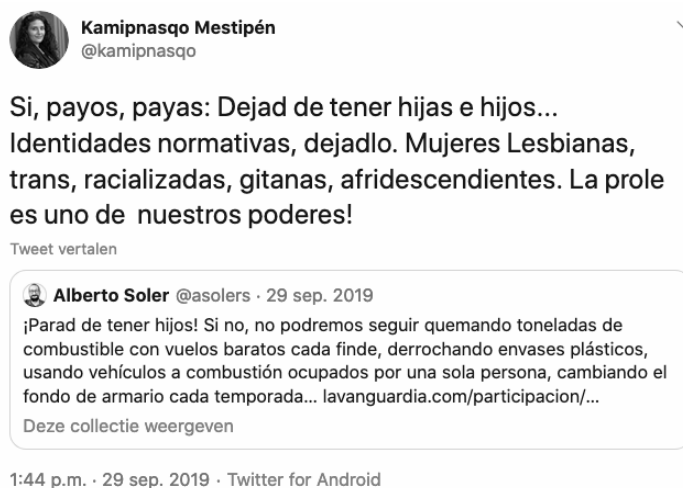 Kamipnasqo Mestipén
@kamipnasqo
Si, payos, payas: Dejad de tener hijas e hijos...
Identidades normativas, dejadlo. Mujeres Lesbianas,
trans, racializadas, gitanas, afridescendientes. La prole
es uno de nuestros poderes!
Tweet vertalen
Alberto Soler @asolers · 29 sep. 2019
¡Parad de tener hijos! Si no, no podremos seguir quemando toneladas de
combustible con vuelos baratos cada finde, derrochando envases plásticos,
usando vehículos a combustión ocupados por una sola persona, cambiando el
fondo de armario cada temporada... lavanguardia.com/participacion/...
Deze collectie weergeven
1:44 p.m. · 29 sep. 2019 · Twitter for Android